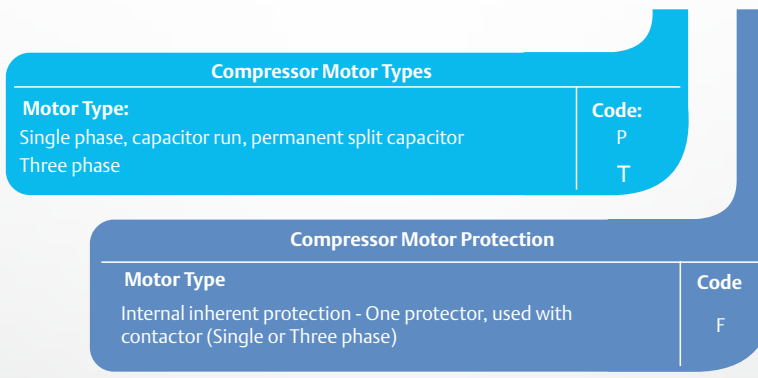 Compressor Motor Types
Motor Type:
Code:
Single phase, capacitor run, permanent split capacitor
P
Three phase
T
Compressor Motor Protection
Motor Type
Code
Internal inherent protection - One protector, used with
contactor (Single or Three phase)
F